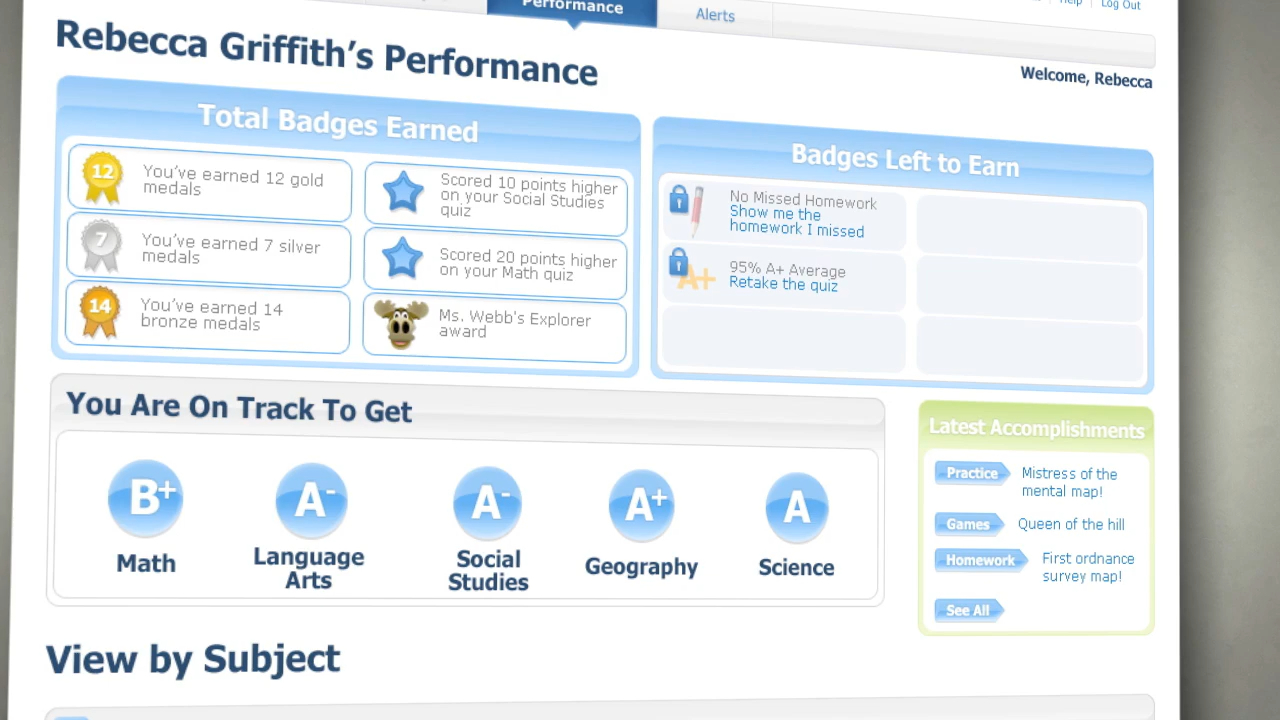 Performance
Alerts
Help
Log Out
Rebecca Griffith's Performance
Welcome, Rebecca
Total Badges Earned
12
You've earned 12 gold
medals
7
You've earned 7 silver
medals
14
You've earned 14
bronze medals
Scored 10 points higher
on your Social Studies
quiz
Scored 20 points higher
on your Math quiz
Ms. Webb's Explorer
award
Badges Left to Earn
No Missed Homework
Show me the
homework I missed
A+
95% A+ Average
Retake the quiz
You Are On Track To Get
B+
Math
A-
Language
Arts
A-
Social
Studies
A+
Geography
A
Science
Latest Accomplishments
Practice
Mistress of the
mental map!
Games
Queen of the hill
Homework
First ordnance
survey map!
See All
View by Subject